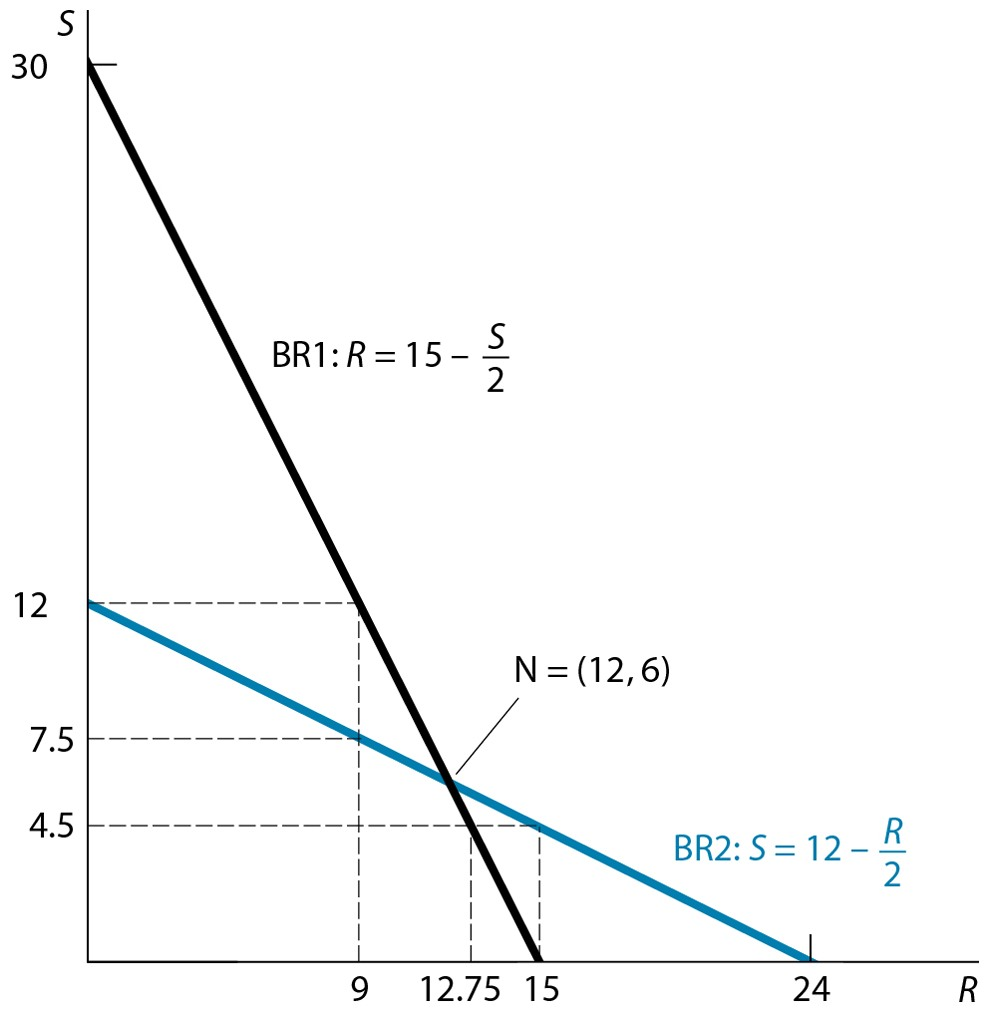 S
30
BR1: R = 15 – S/2
12
N = (12, 6)
7.5
4.5
BR2: S = 12 – R/2
9 12.75 15 24 R